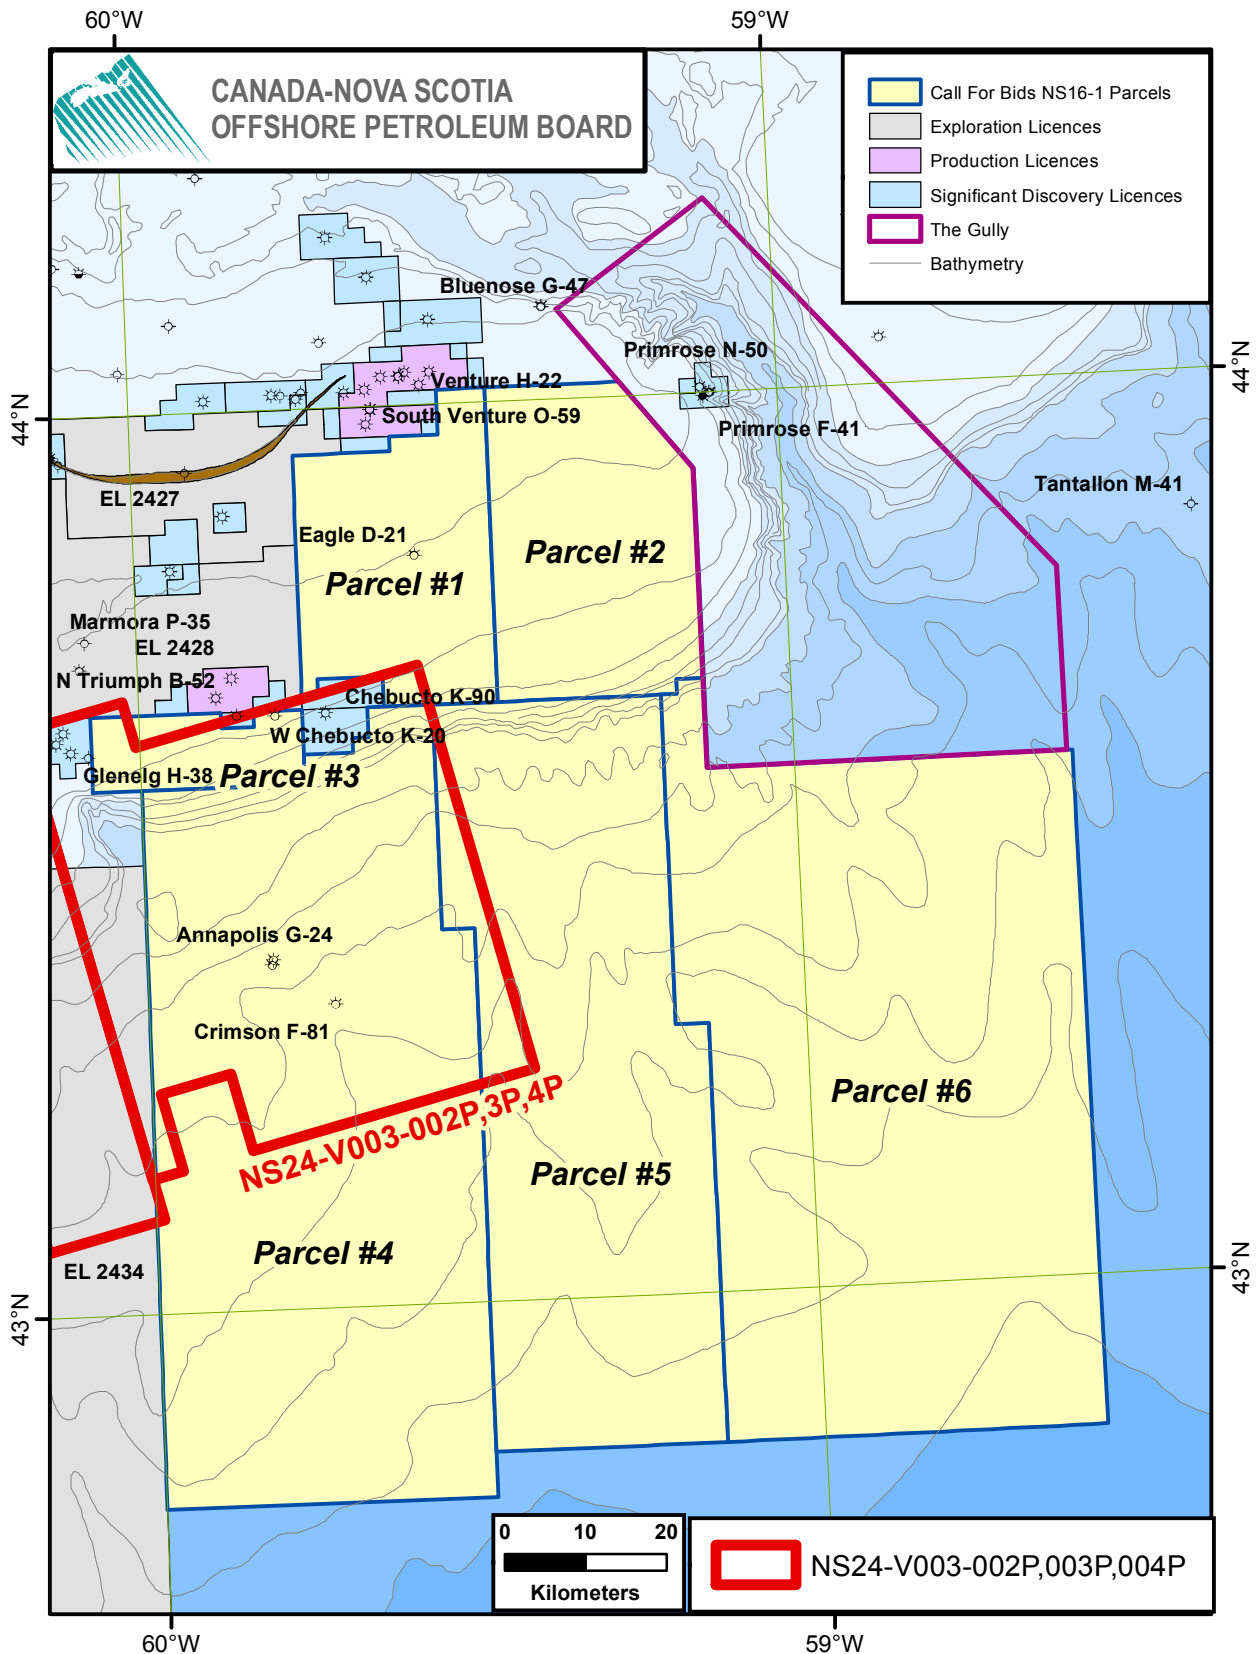 60°W
59°W
CANADA-NOVA SCOTIA
OFFSHORE PETROLEUM BOARD
Call For Bids NS16-1 Parcels
Exploration Licences
Production Licences
Significant Discovery Licences
The Gully
Bathymetry
Bluenose G-47
Primrose N-50
44°N
44°N
Venture H-22
South Venture O-59
Primrose F-41
Tantallon M-41
EL 2427
Eagle D-21
Parcel #2
Parcel #1
Marmora P-35
EL 2428
N Triumph B-52
Chebucto K-90
W Chebucto K-20
Glenelg H-38
Parcel #3
Annapolis G-24
Crimson F-81
Parcel #6
NS24-V003-002P,3P,4P
Parcel #5
Parcel #4
EL 2434
43°N
43°N
0 10 20
Kilometers
NS24-V003-002P,003P,004P
60°W
59°W